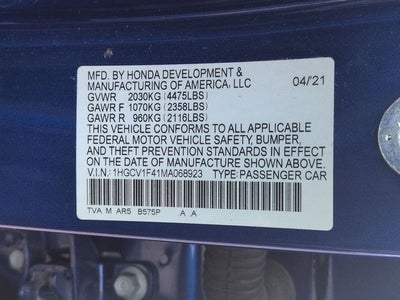 MFD. BY HONDA DEVELOPMENT &
MANUFACTURING OF AMERICA, LLC 04/21
GVWR 2030KG (4475LBS)
GAWR F 1070KG (2358LBS)
GAWR R 960KG (2116LBS)
THIS VEHICLE CONFORMS TO ALL APPLICABLE
FEDERAL MOTOR VEHICLE SAFETY, BUMPER,
AND THEFT PREVENTION STANDARDS IN EFFECT
ON THE DATE OF MANUFACTURE SHOWN ABOVE.
V.I.N.: 1HGCV1F41MA068923 TYPE: PASSENGER CAR
TVA M AR5 B575P .A .A